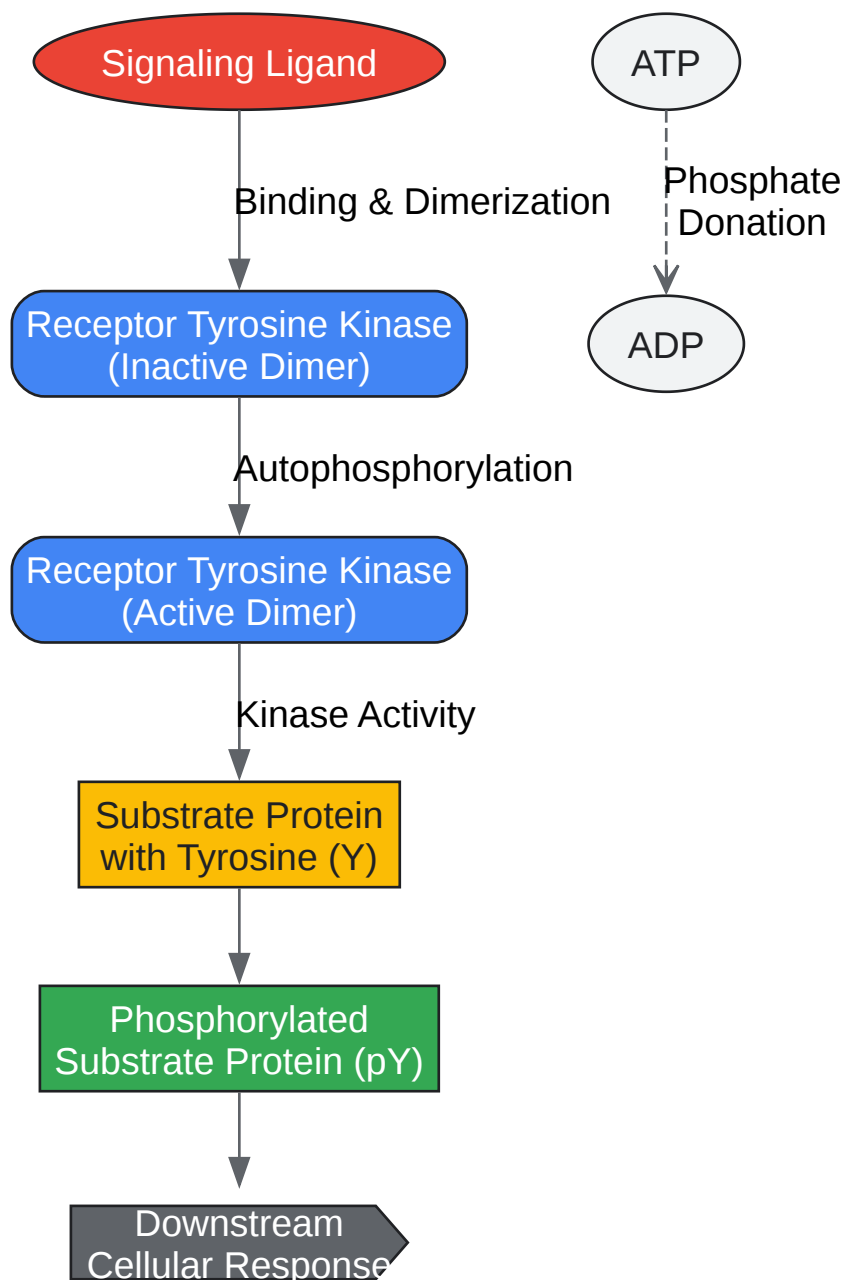 Signaling Ligand
ATP
Binding & Dimerization
Phosphate
Donation
Receptor Tyrosine Kinase
(Inactive Dimer)
ADP
Autophosphorylation
Receptor Tyrosine Kinase
(Active Dimer)
Kinase Activity
Substrate Protein
with Tyrosine (Y)
Phosphorylated
Substrate Protein (pY)
Downstream
Cellular Response